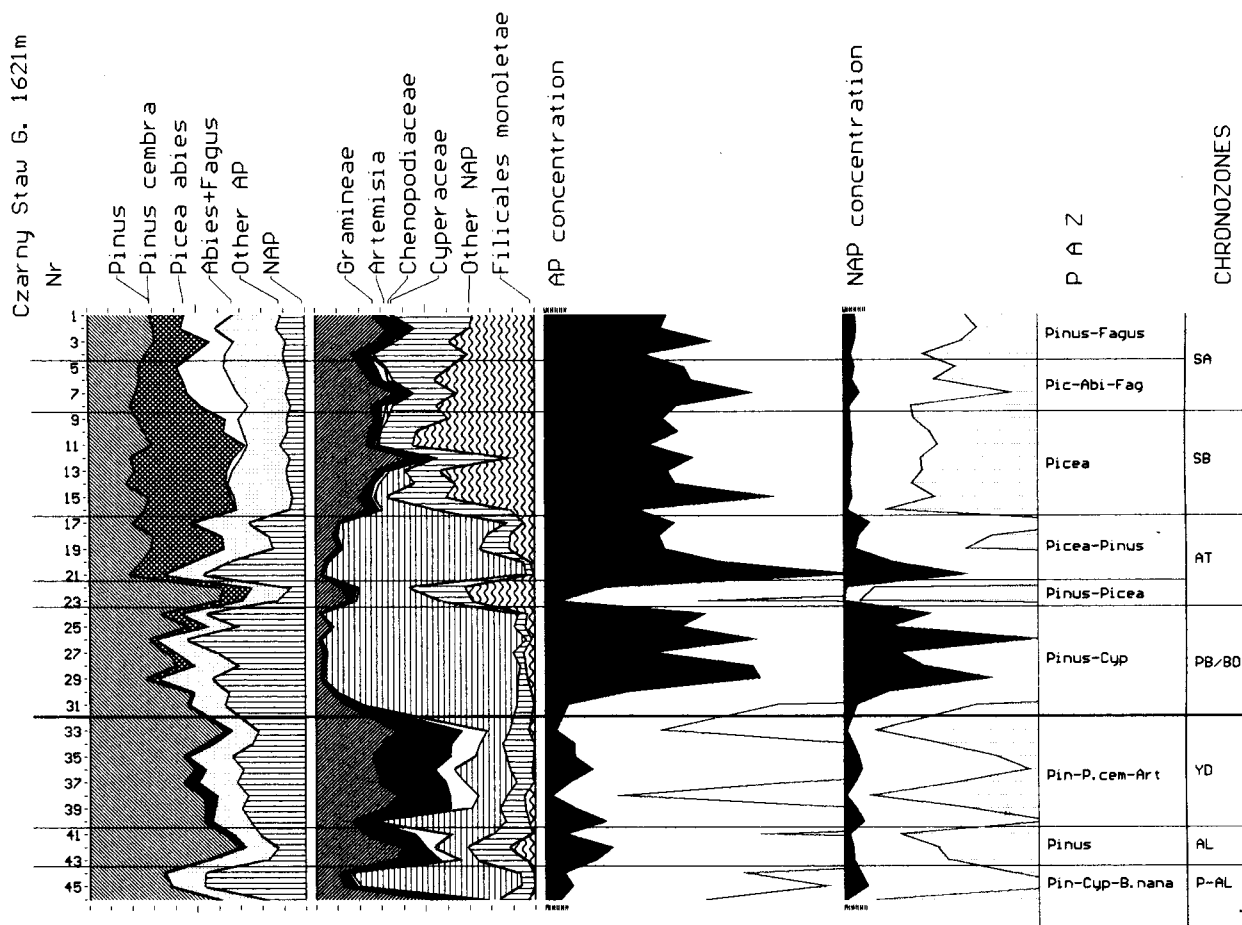 Czarny Staw G. 1621m
Nr
Pinus
Pinus cembra
Picea abies
Abies+Fagus
Other AP
NAP
Gramineae
Artemisia
Chenopodiaceae
Cyperaceae
Other NAP
Filicales monoletae
AP concentration
NAP concentration
P A Z
CHRONOZONES
1
3
5
7
9
11
13
15
17
19
21
23
25
27
29
31
33
35
37
39
41
43
45
Pinus-Fagus
Pic-Abi-Fag
Picea
Picea-Pinus
Pinus-Picea
Pinus-Cyp
Pin-P.cem-Art
Pinus
Pin-Cyp-B.nana
SA
SB
AT
PB/BO
YD
AL
P-AL